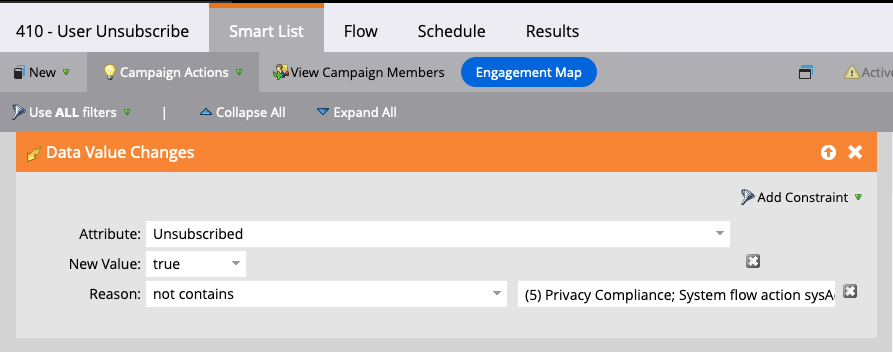 410 - User Unsubscribe Smart List Flow Schedule Results
New Campaign Actions View Campaign Members Engagement Map
Use ALL filters | Collapse All Expand All
Data Value Changes
Add Constraint
Attribute: Unsubscribed
New Value: true
Reason: not contains (5) Privacy Compliance; System flow action